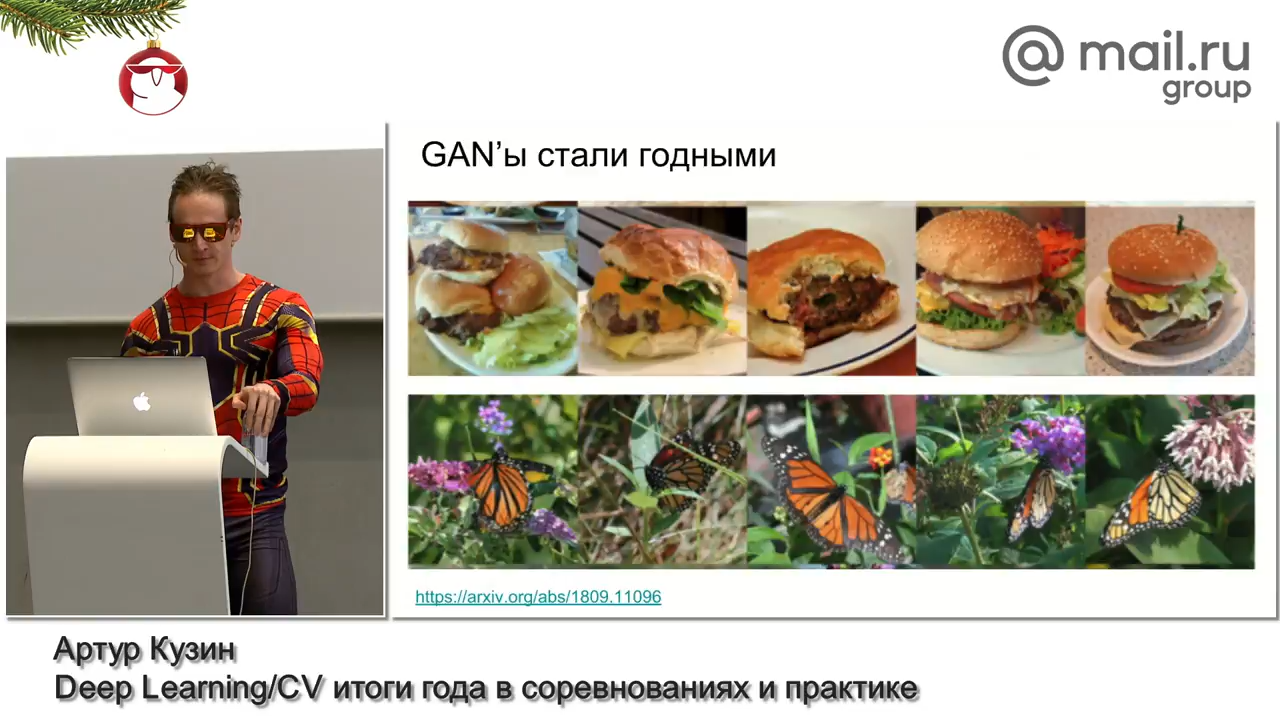 @ mail.ru
group
GAN’ы стали годными
https://arxiv.org/abs/1809.11096
Артур Кузин
Deep Learning/CV итоги года в соревнованиях и практике